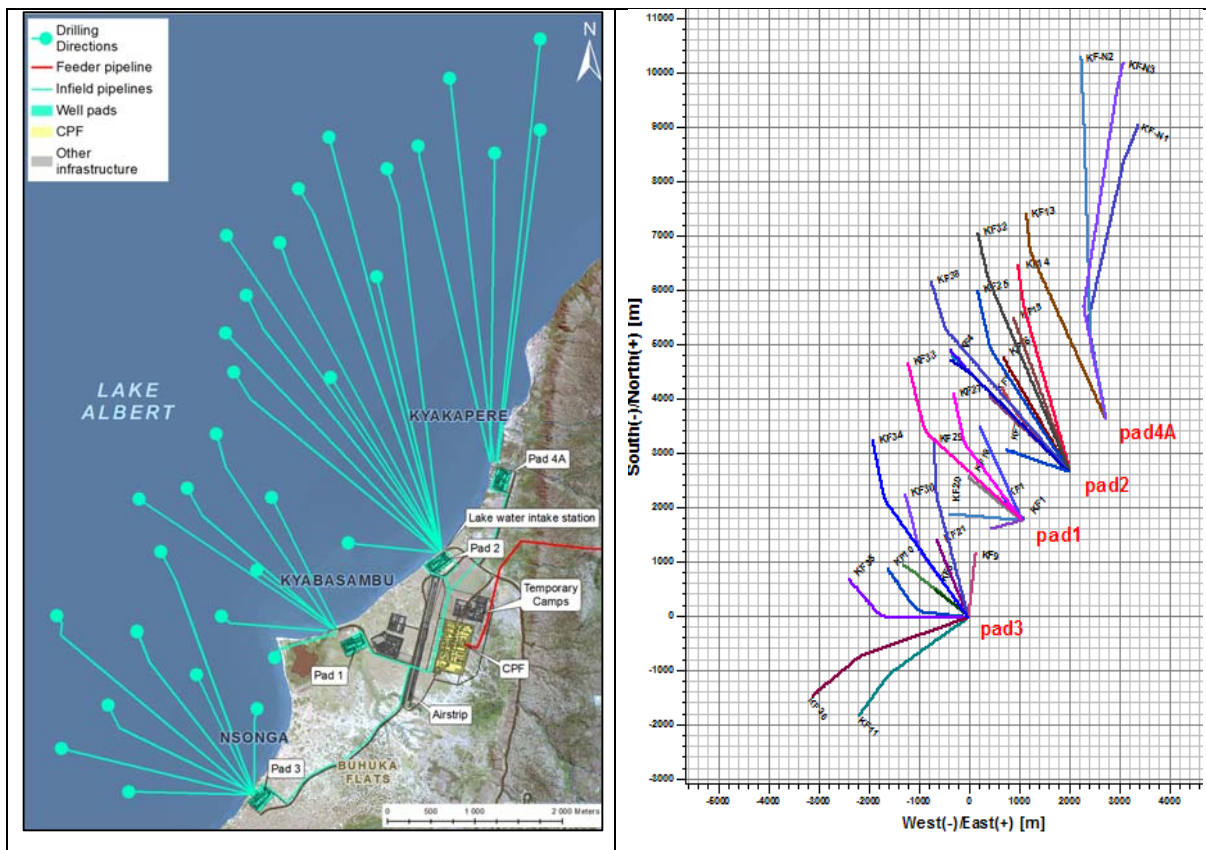 Drilling
Directions
Feeder pipeline
Infield pipelines
Well pads
CPF
Other
infrastructure
N
LAKE
ALBERT
KYAKAPERE
Pad 4A
Lake water intake station
Pad 2
KYABASAMBU
Temporary
Camps
Pad 1
CPF
Airstrip
NSONGA
Pad 3
BUHUKA
FLATS
0 500 1 000 2 000 Meters
South(-)/North(+) [m]
11000
10000
9000
8000
7000
6000
5000
4000
3000
2000
1000
0
-1000
-2000
-3000
KF-N2
KF-N3
KF-N1
KF13
KF32
KF14
KF28
KF25
KF33
KF27
KF34
KF29
KF30
KF20
KF1
KF21
KF9
pad4A
pad2
pad1
pad3
KF11
-5000 -4000 -3000 -2000 -1000 0 1000 2000 3000 4000
West(-)/East(+) [m]